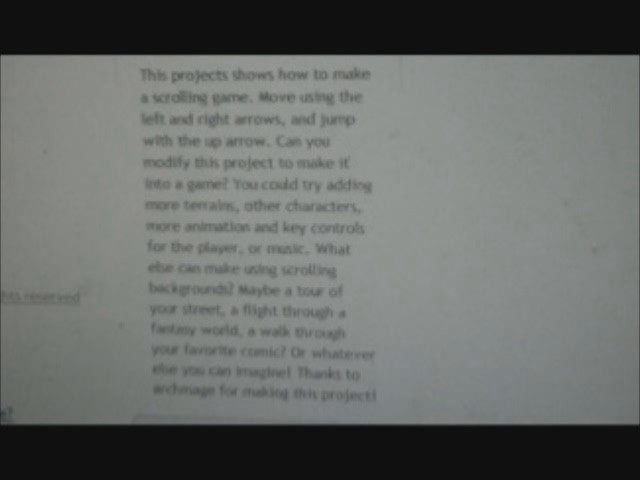 This projects shows how to make
a scrolling game. Move using the
left and right arrows, and jump
with the up arrow. Can you
modify this project to make it
into a game? You could try adding
more terrains, other characters,
more animation and key controls
for the player, or music. What
else can make using scrolling
backgrounds? Maybe a tour of
your street, a flight through a
fantasy world, a walk through
your favorite comic? Or whatever
else you can imagine! Thanks to
archmage for making this project!
reserved